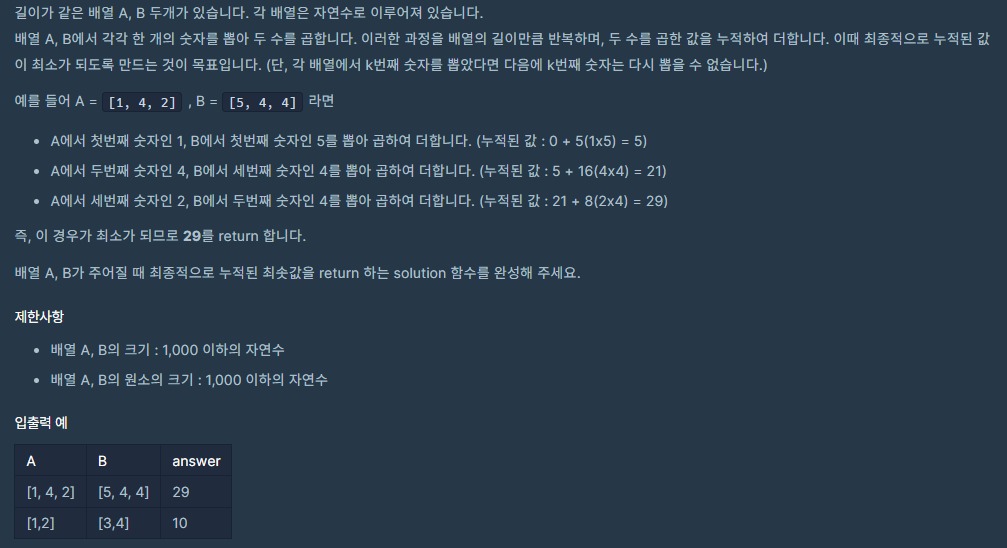 길이가 같은 배열 A, B 두개가 있습니다. 각 배열은 자연수로 이루어져 있습니다.
배열 A, B에서 각각 한 개의 숫자를 뽑아 두 수를 곱합니다. 이러한 과정을 배열의 길이만큼 반복하며, 두 수를 곱한 값을 누적하여 더합니다. 이때 최종적으로 누적된 값
이 최소가 되도록 만드는 것이 목표입니다. (단, 각 배열에서 k번째 숫자를 뽑았다면 다음에 k번째 숫자는 다시 뽑을 수 없습니다.)
예를 들어 A = [1, 4, 2] , B = [5, 4, 4] 라면
• A에서 첫번째 숫자인 1, B에서 첫번째 숫자인 5를 뽑아 곱하여 더합니다. (누적된 값 : 0 + 5(1x5) = 5)
• A에서 두번째 숫자인 4, B에서 세번째 숫자인 4를 뽑아 곱하여 더합니다. (누적된 값 : 5 + 16(4x4) = 21)
• A에서 세번째 숫자인 2, B에서 두번째 숫자인 4를 뽑아 곱하여 더합니다. (누적된 값 : 21 + 8(2x4) = 29)
즉, 이 경우가 최소가 되므로 29를 return 합니다.
배열 A, B가 주어질 때 최종적으로 누적된 최솟값을 return 하는 solution 함수를 완성해 주세요.
제한사항
• 배열 A, B의 크기 : 1,000 이하의 자연수
• 배열 A, B의 원소의 크기 : 1,000 이하의 자연수
입출력 예
A B answer
[1, 4, 2] [5, 4, 4] 29
[1,2] [3,4] 10